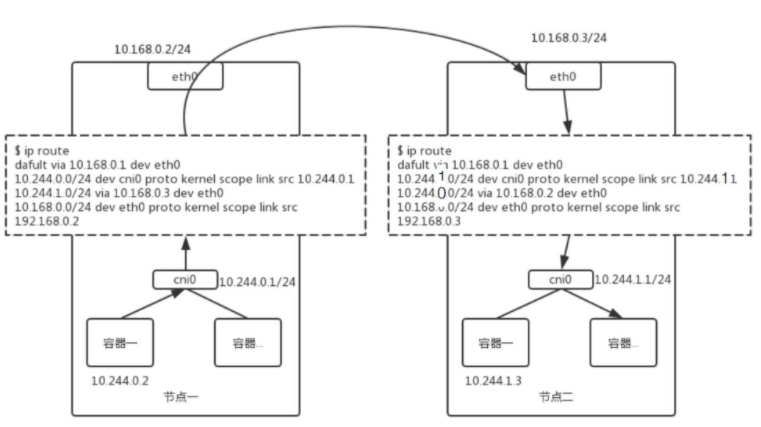 10.168.0.2/24
eth0
$ ip route
dafult via 10.168.0.1 dev eth0
10.244.0.0/24 dev cni0 proto kernel scope link src 10.244.0.1
10.244.1.0/24 via 10.168.0.3 dev eth0
10.168.0.0/24 dev eth0 proto kernel scope link src
192.168.0.2
cni0
10.244.0.1/24
容器一
容器...
10.244.0.2
节点一
10.168.0.3/24
eth0
$ ip route
dafult via 10.168.0.1 dev eth0
10.244.1.0/24 dev cni0 proto kernel scope link src 10.244.1.1
10.244.0.0/24 via 10.168.0.2 dev eth0
10.168.0.0/24 dev eth0 proto kernel scope link src
192.168.0.3
cni0
10.244.1.1/24
容器一
容器...
10.244.1.3
节点二